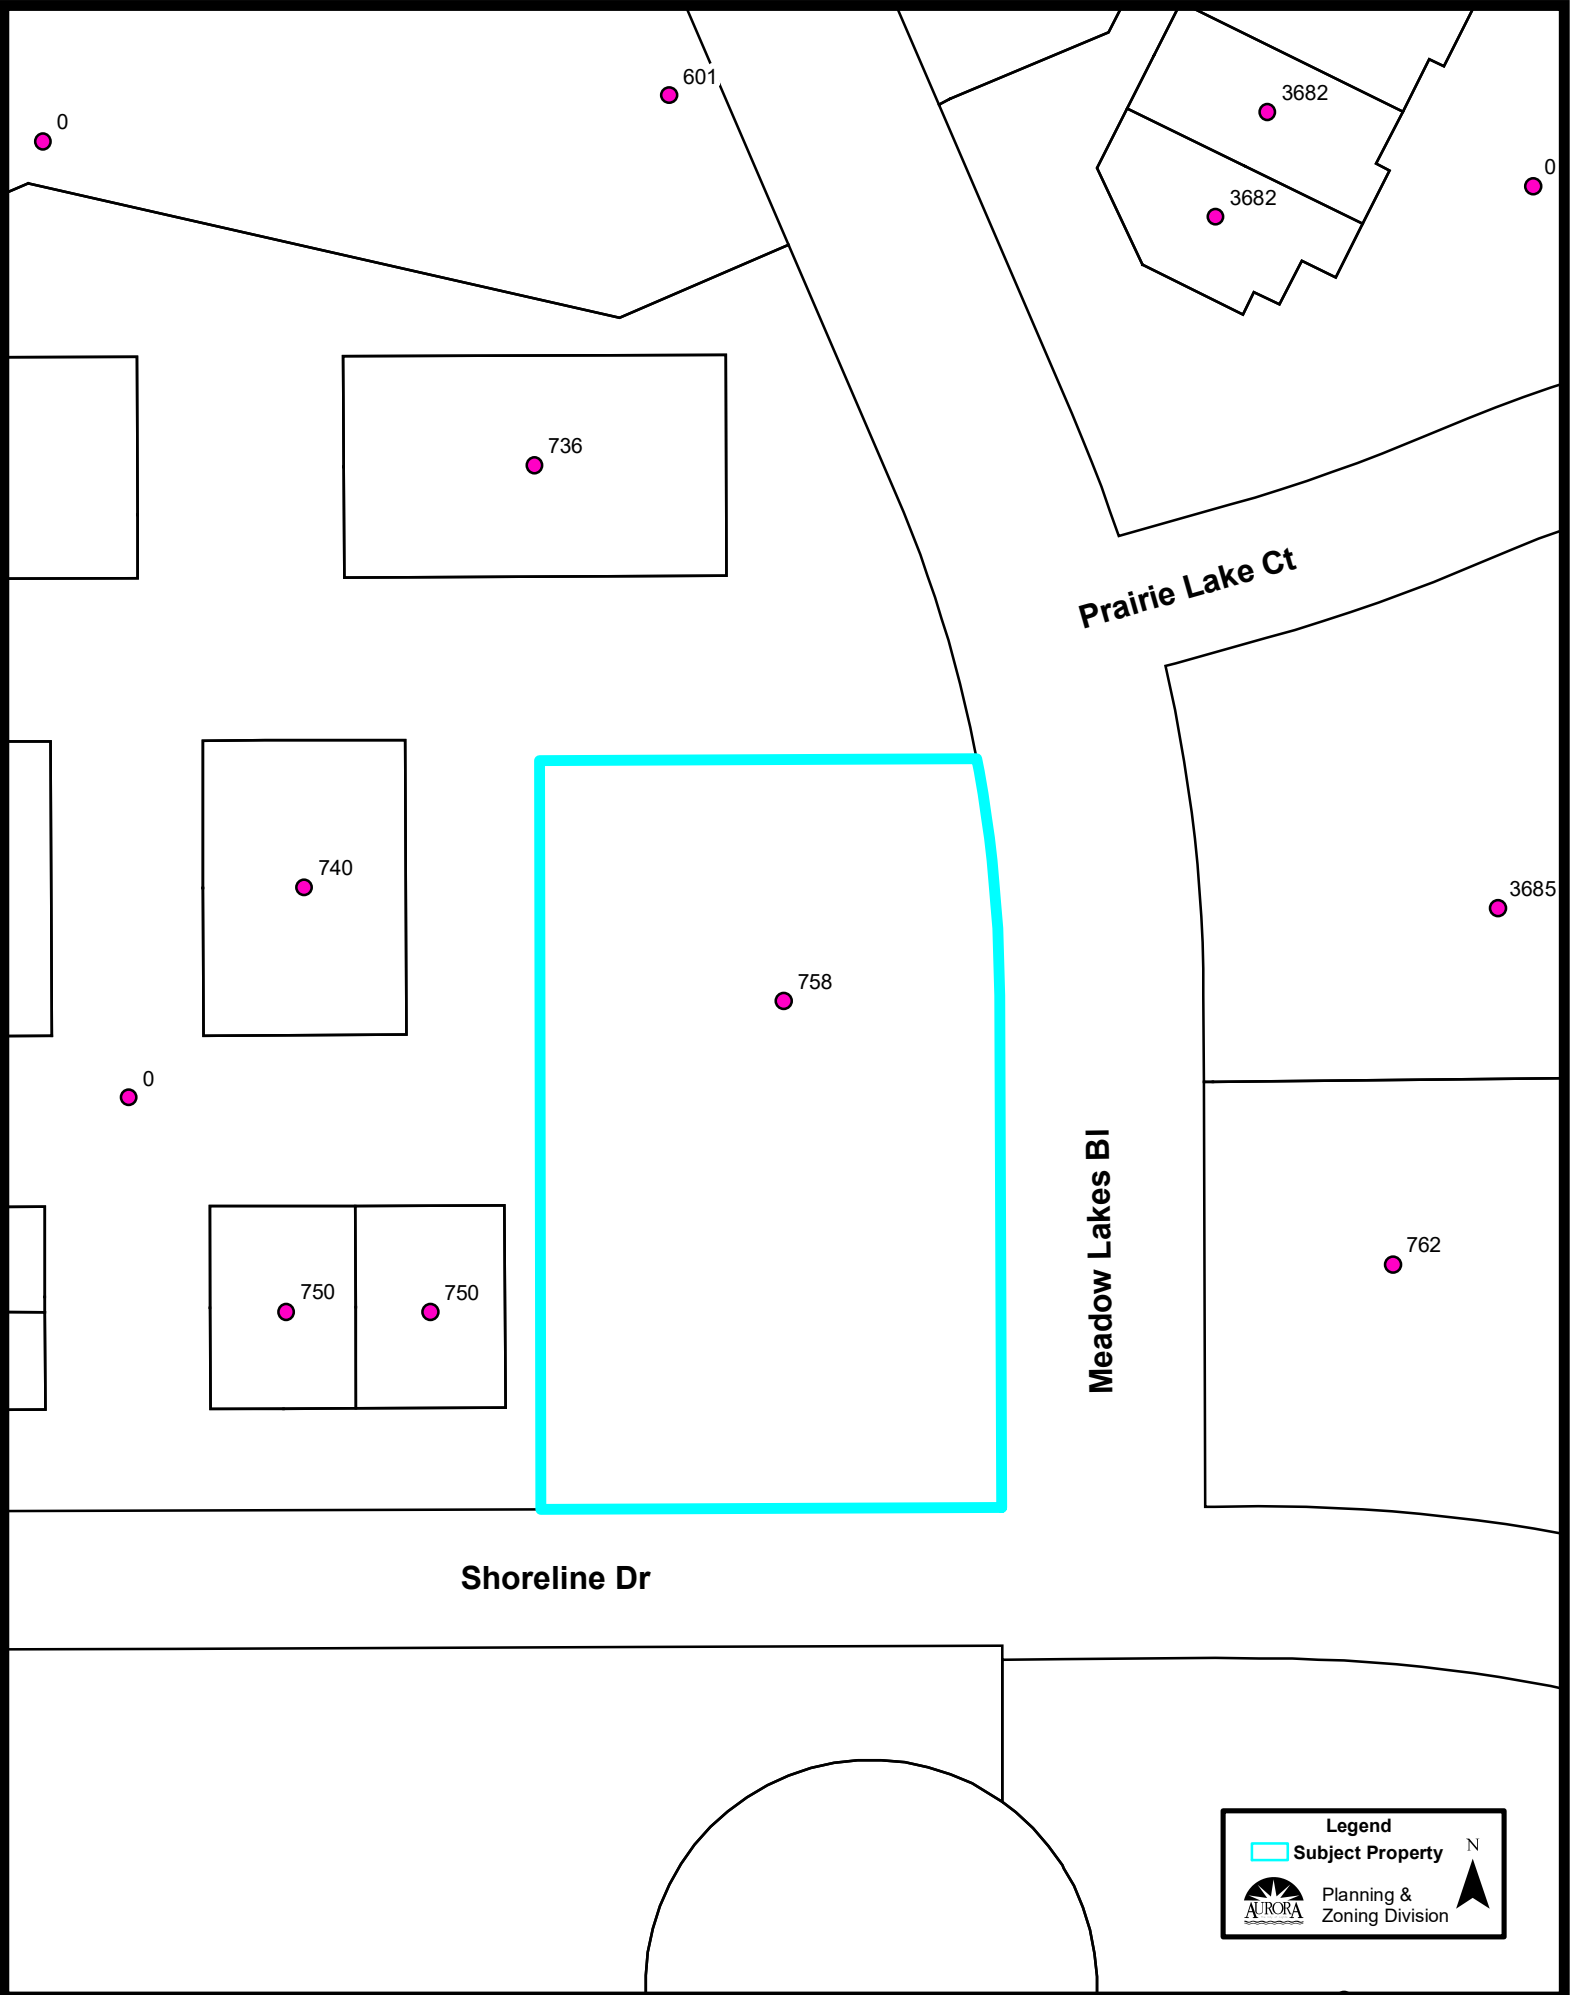 601
0
3682
0
3682
736
Prairie Lake Ct
740
3685
758
0
Meadow Lakes Bl
762
750
750
Shoreline Dr
Legend
Subject Property
N
AURORA
Planning &
Zoning Division